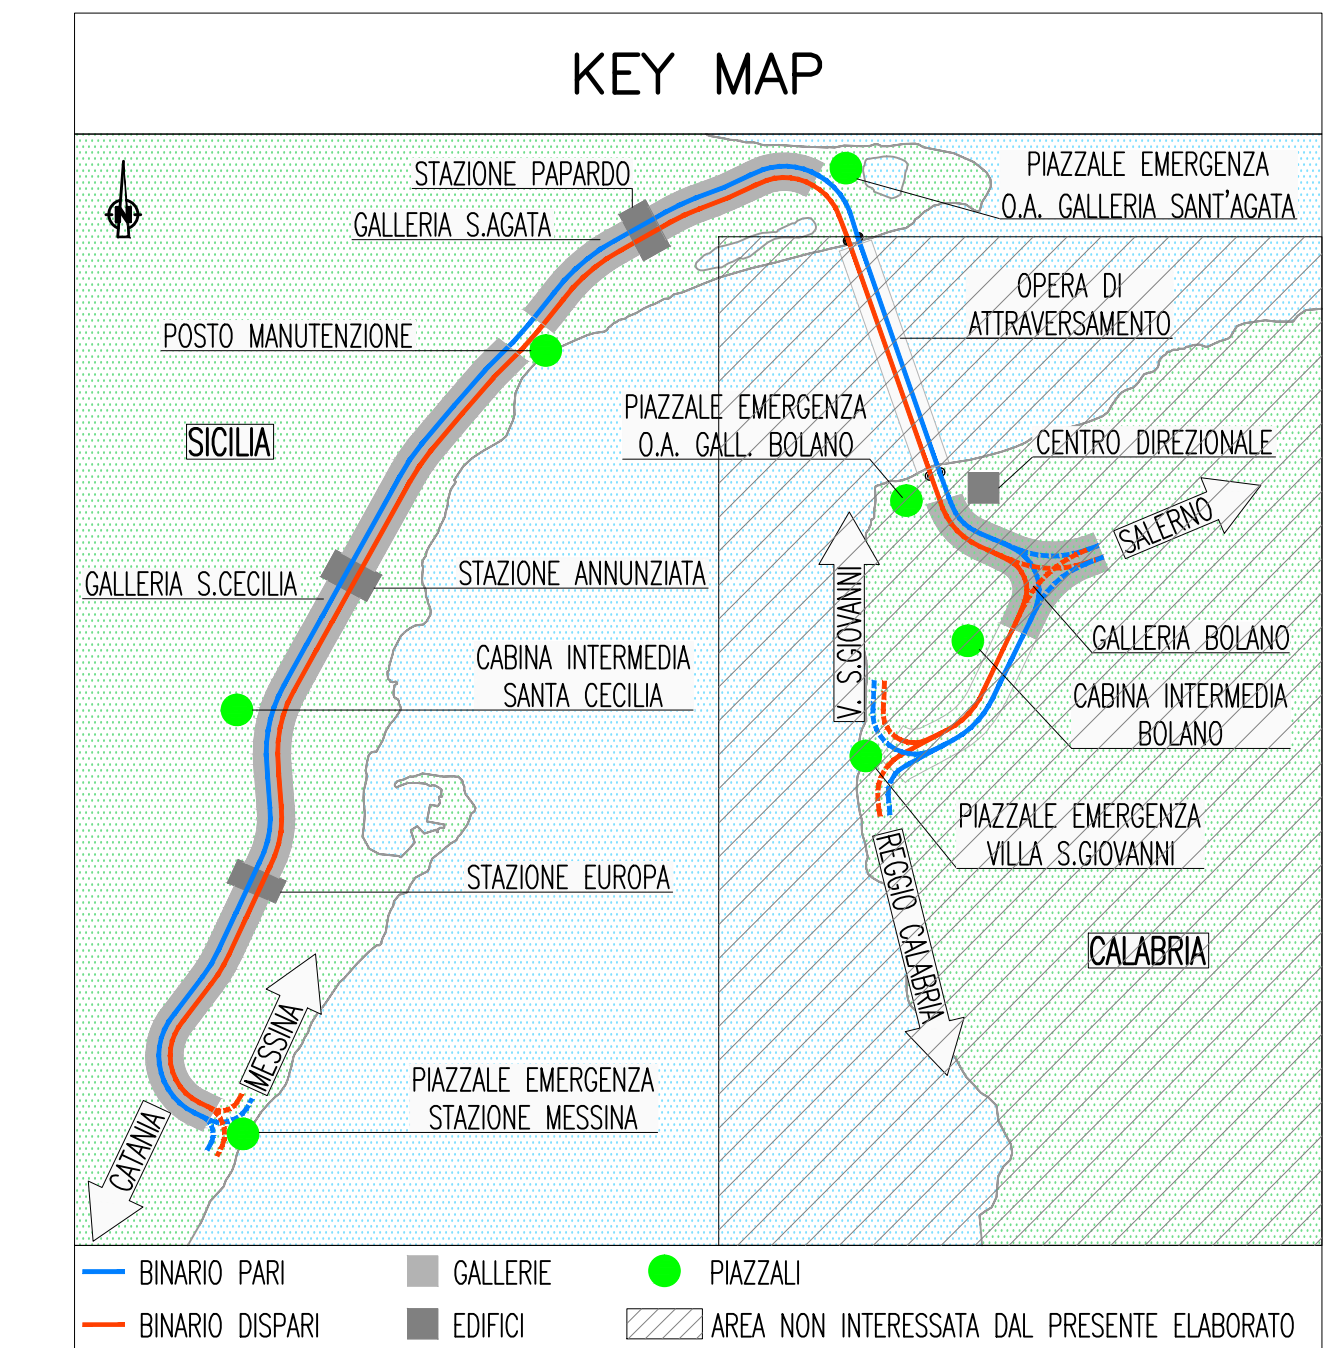 KEY MAP
STAZIONE PAPARDO
GALLERIA S.AGATA
PIAZZALE EMERGENZA
O.A. GALLERIA SANT'AGATA
N
OPERA DI
ATTRAVERSAMENTO
POSTO MANUTENZIONE
SICILIA
PIAZZALE EMERGENZA
O.A. GALL. BOLANO
CENTRO DIREZIONALE
SALERNO
GALLERIA S.CECILIA
STAZIONE ANNUNZIATA
V. S.GIOVANNI
GALLERIA BOLANO
CABINA INTERMEDIA
SANTA CECILIA
CABINA INTERMEDIA
BOLANO
PIAZZALE EMERGENZA
VILLA S.GIOVANNI
STAZIONE EUROPA
REGGIO CALABRIA
CALABRIA
MESSINA
PIAZZALE EMERGENZA
STAZIONE MESSINA
CATANIA
BINARIO PARI
GALLERIE
PIAZZALI
BINARIO DISPARI
EDIFICI
AREA NON INTERESSATA DAL PRESENTE ELABORATO